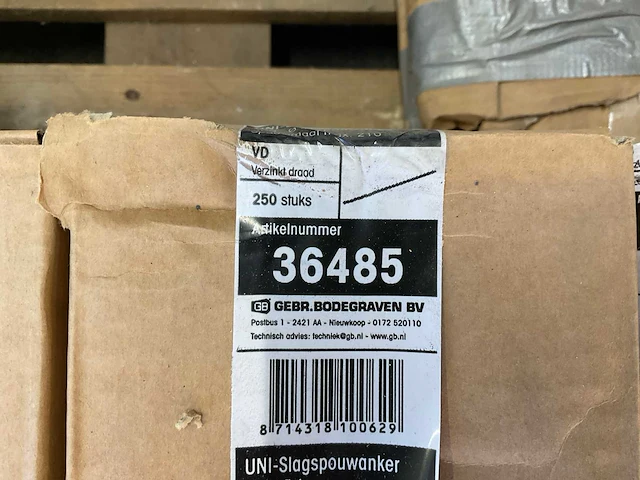 VD
Verzinkt draad
250 stuks
Artikelnummer
36485
GB GEBR.BODEGRAVEN BV
Postbus 1 - 2421 AA - Nieuwkoop - 0172 520110
Technisch advies: techniek@gb.nl - www.gb.nl
8 714318 100629
UNI-Slagspouwanker